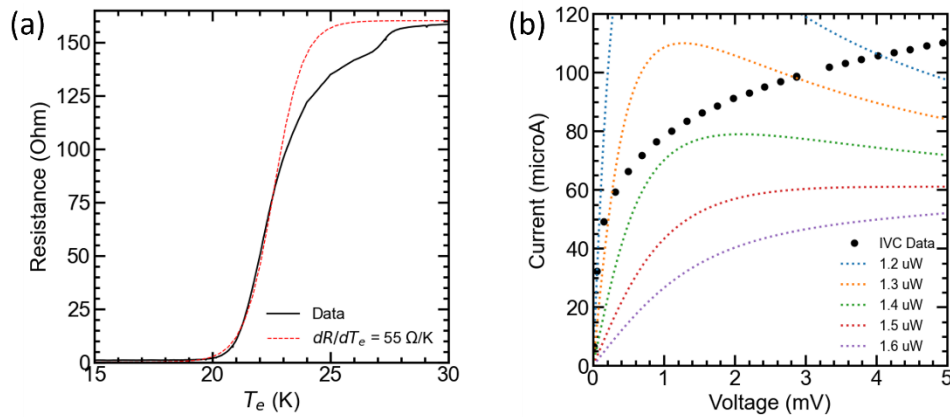 (a)
150
125
100
75
50
25
0
Resistance (Ohm)
Data
dR/dTₑ = 55 Ω/K
15 20 25 30
Tₑ (K)
(b)
120
100
80
60
40
20
0
Current (microA)
IVC Data
1.2 uW
1.3 uW
1.4 uW
1.5 uW
1.6 uW
0 1 2 3 4 5
Voltage (mV)